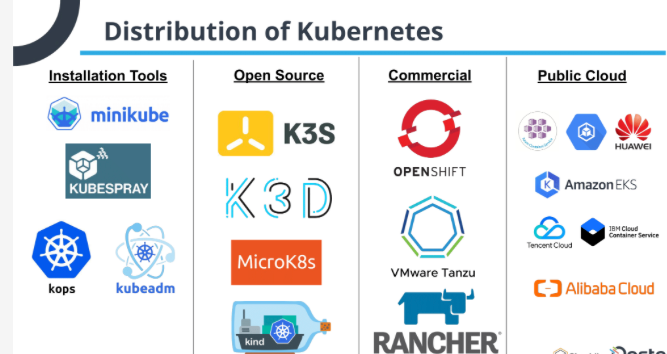 Distribution of Kubernetes
Installation Tools
minikube
KUBESPRAY
kops
kubeadm
Open Source
K3S
K3D
MicroK8s
kind
Commercial
OPENSHIFT
VMware Tanzu
RANCHER®
Public Cloud
HUAWEI
Amazon EKS
Tencent Cloud
IBM Cloud
Container Service
Alibaba Cloud